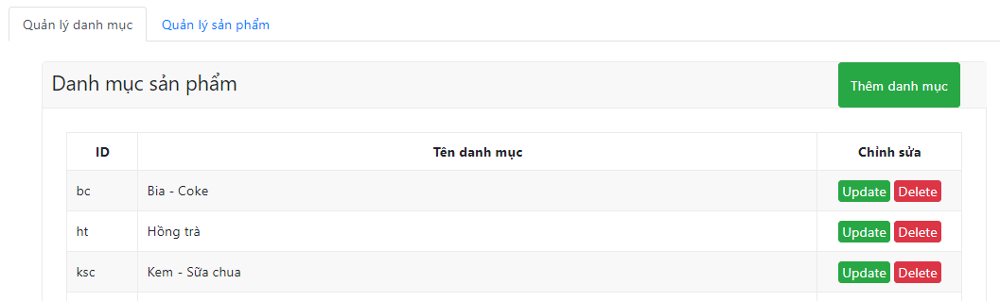 Quản lý danh mục Quản lý sản phẩm
Danh mục sản phẩm Thêm danh mục
ID Tên danh mục Chỉnh sửa
bc Bia - Coke Update Delete
ht Hồng trà Update Delete
ksc Kem - Sữa chua Update Delete